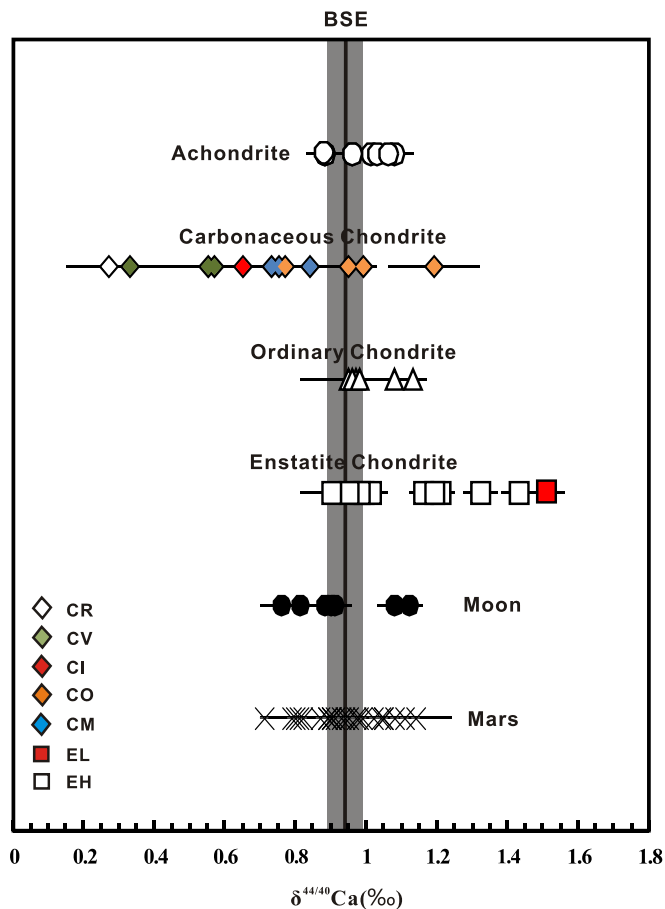 BSE
Achondrite
Carbonaceous Chondrite
Ordinary Chondrite
Enstatite Chondrite
Moon
Mars
CR
CV
CI
CO
CM
EL
EH
0 0.2 0.4 0.6 0.8 1 1.2 1.4 1.6 1.8
δ44/40Ca(‰)